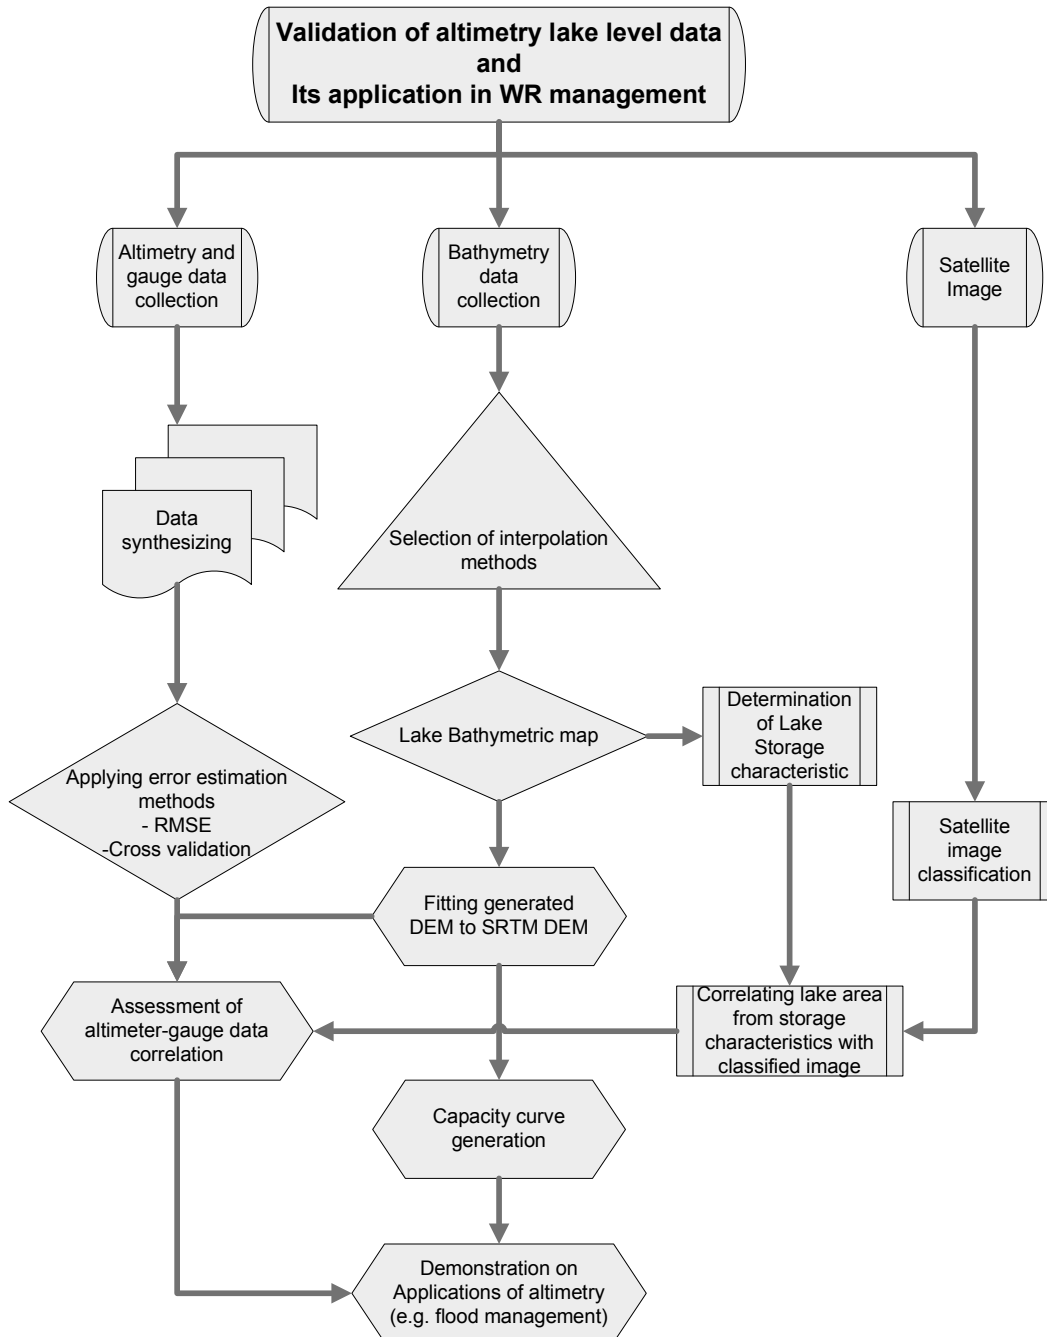 Validation of altimetry lake level data
and
Its application in WR management
Altimetry and
gauge data
collection
Bathymetry
data
collection
Satellite
Image
Data
synthesizing
Selection of interpolation
methods
Lake Bathymetric map
Determination
of Lake
Storage
characteristic
Applying error estimation
methods
- RMSE
-Cross validation
Satellite
image
classification
Fitting generated
DEM to SRTM DEM
Assessment of
altimeter-gauge data
correlation
Correlating lake area
from storage
characteristics with
classified image
Capacity curve
generation
Demonstration on
Applications of altimetry
(e.g. flood management)